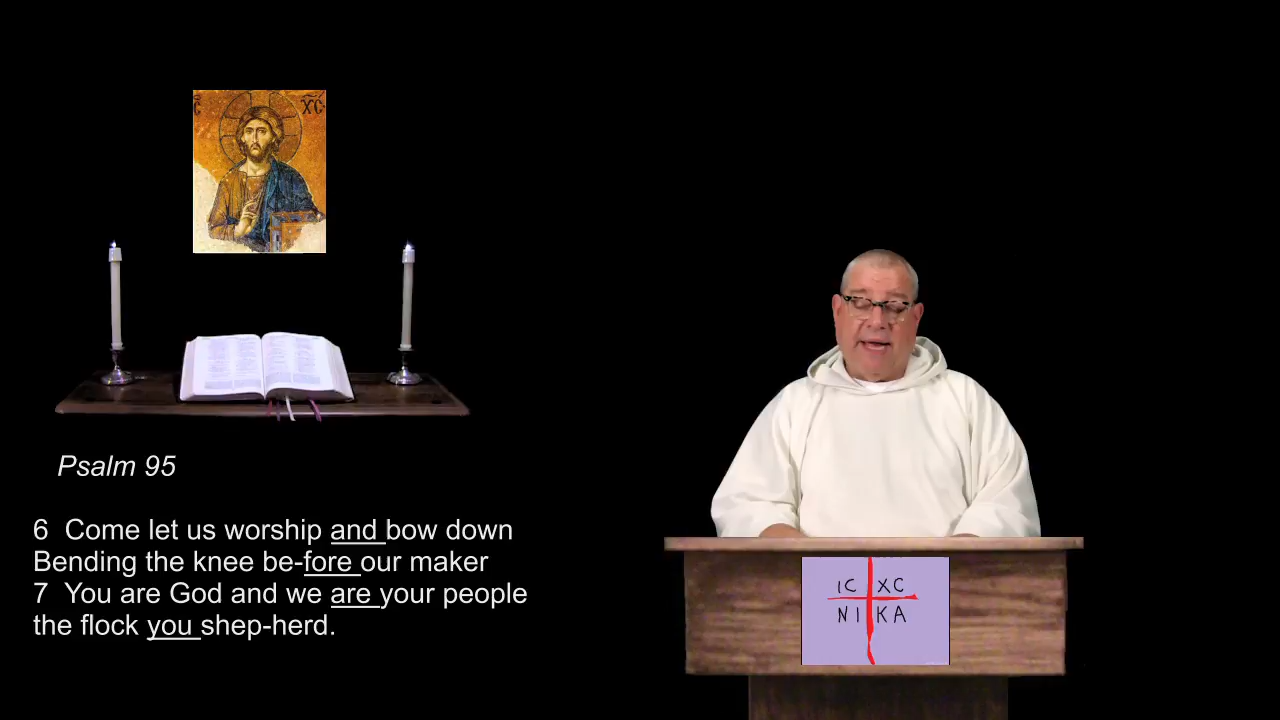 XC
Psalm 95
6 Come let us worship and bow down
Bending the knee be-fore our maker
7 You are God and we are your people
the flock you shep-herd.
IC XC
NI KA